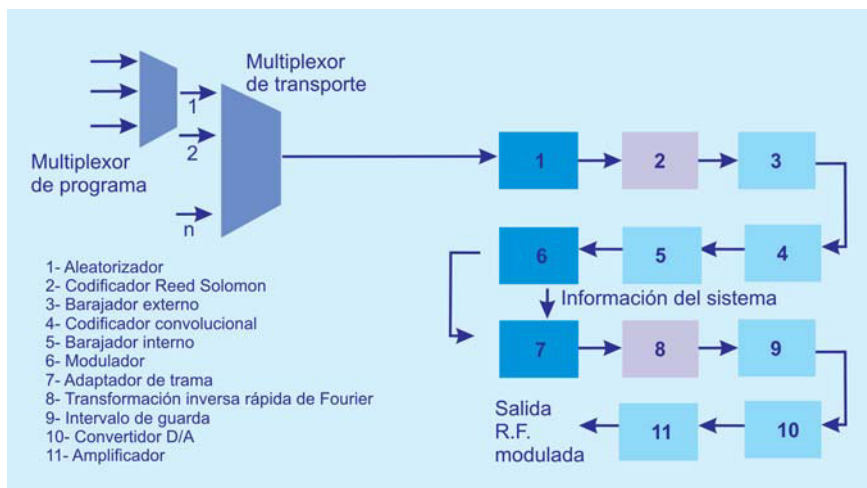 Multiplexor
de transporte
1
2
n
Multiplexor
de programa
1
2
3
6
5
4
Información del sistema
7
8
9
Salida
R.F.
modulada
11
10
1- Aleatorizador
2- Codificador Reed Solomon
3- Barajador externo
4- Codificador convolucional
5- Barajador interno
6- Modulador
7- Adaptador de trama
8- Transformación inversa rápida de Fourier
9- Intervalo de guarda
10- Convertidor D/A
11- Amplificador